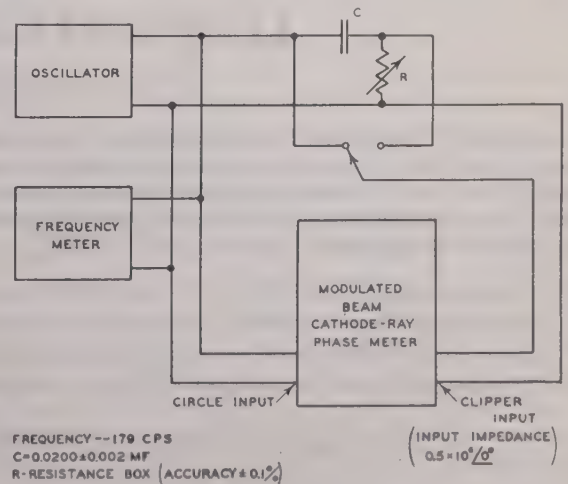 C
OSCILLATOR
R
FREQUENCY
METER
MODULATED
BEAM
CATHODE-RAY
PHASE METER
CIRCLE INPUT
CLIPPER
INPUT
(INPUT IMPEDANCE)
0.5×10⁶/0°
FREQUENCY--179 CPS
C=0.0200±0.002 MF
R-RESISTANCE BOX (ACCURACY ±0.1%)